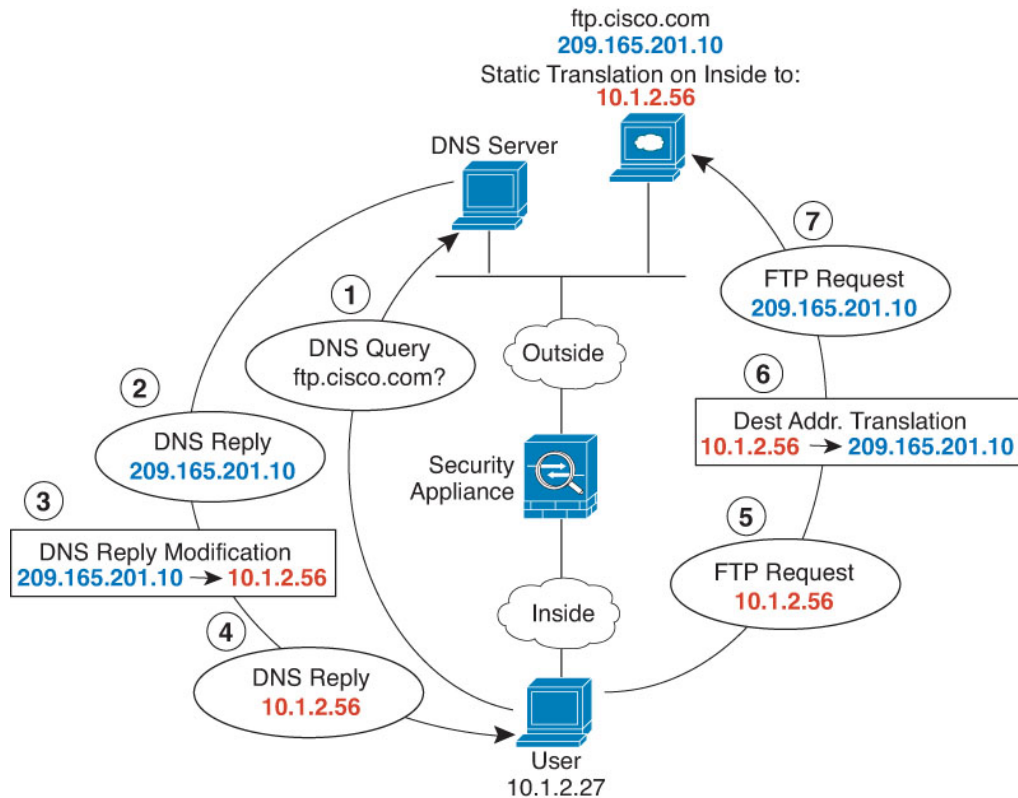 ftp.cisco.com
209.165.201.10
Static Translation on Inside to:
10.1.2.56
DNS Server
7
FTP Request
209.165.201.10
1
DNS Query
ftp.cisco.com?
Outside
6
Dest Addr. Translation
10.1.2.56 → 209.165.201.10
2
DNS Reply
209.165.201.10
Security
Appliance
3
DNS Reply Modification
209.165.201.10 → 10.1.2.56
5
FTP Request
10.1.2.56
Inside
4
DNS Reply
10.1.2.56
User
10.1.2.27